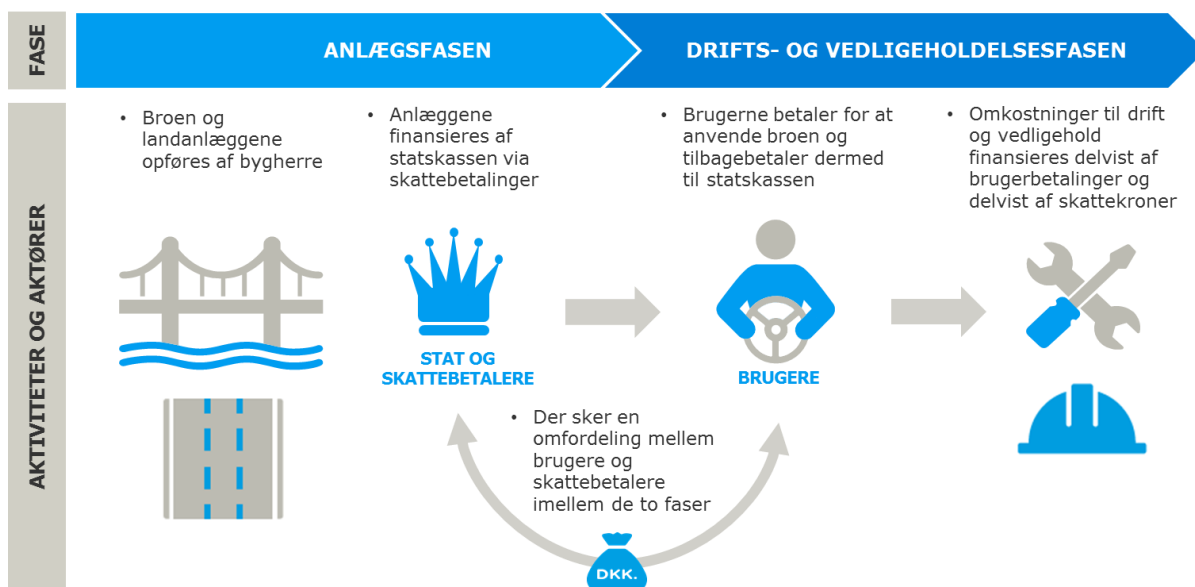 FASE
ANLÆGSFASEN
DRIFTS- OG VEDLIGEHOLDELSESFASEN
AKTIVITETER OG AKTØRER
• Broen og
landanlæggene
opføres af bygherre
• Anlæggene
finansieres af
statskassen via
skattebetalinger
• Brugerne betaler for at
anvende broen og
tilbagebetaler dermed
til statskassen
• Omkostninger til drift
og vedligehold
finansieres delvist af
brugerbetalinger og
delvist af skattekroner
STAT OG
SKATTEBETALERE
BRUGERE
• Der sker en
omfordeling mellem
brugere og
skattebetalere
imellem de to faser
DKK.